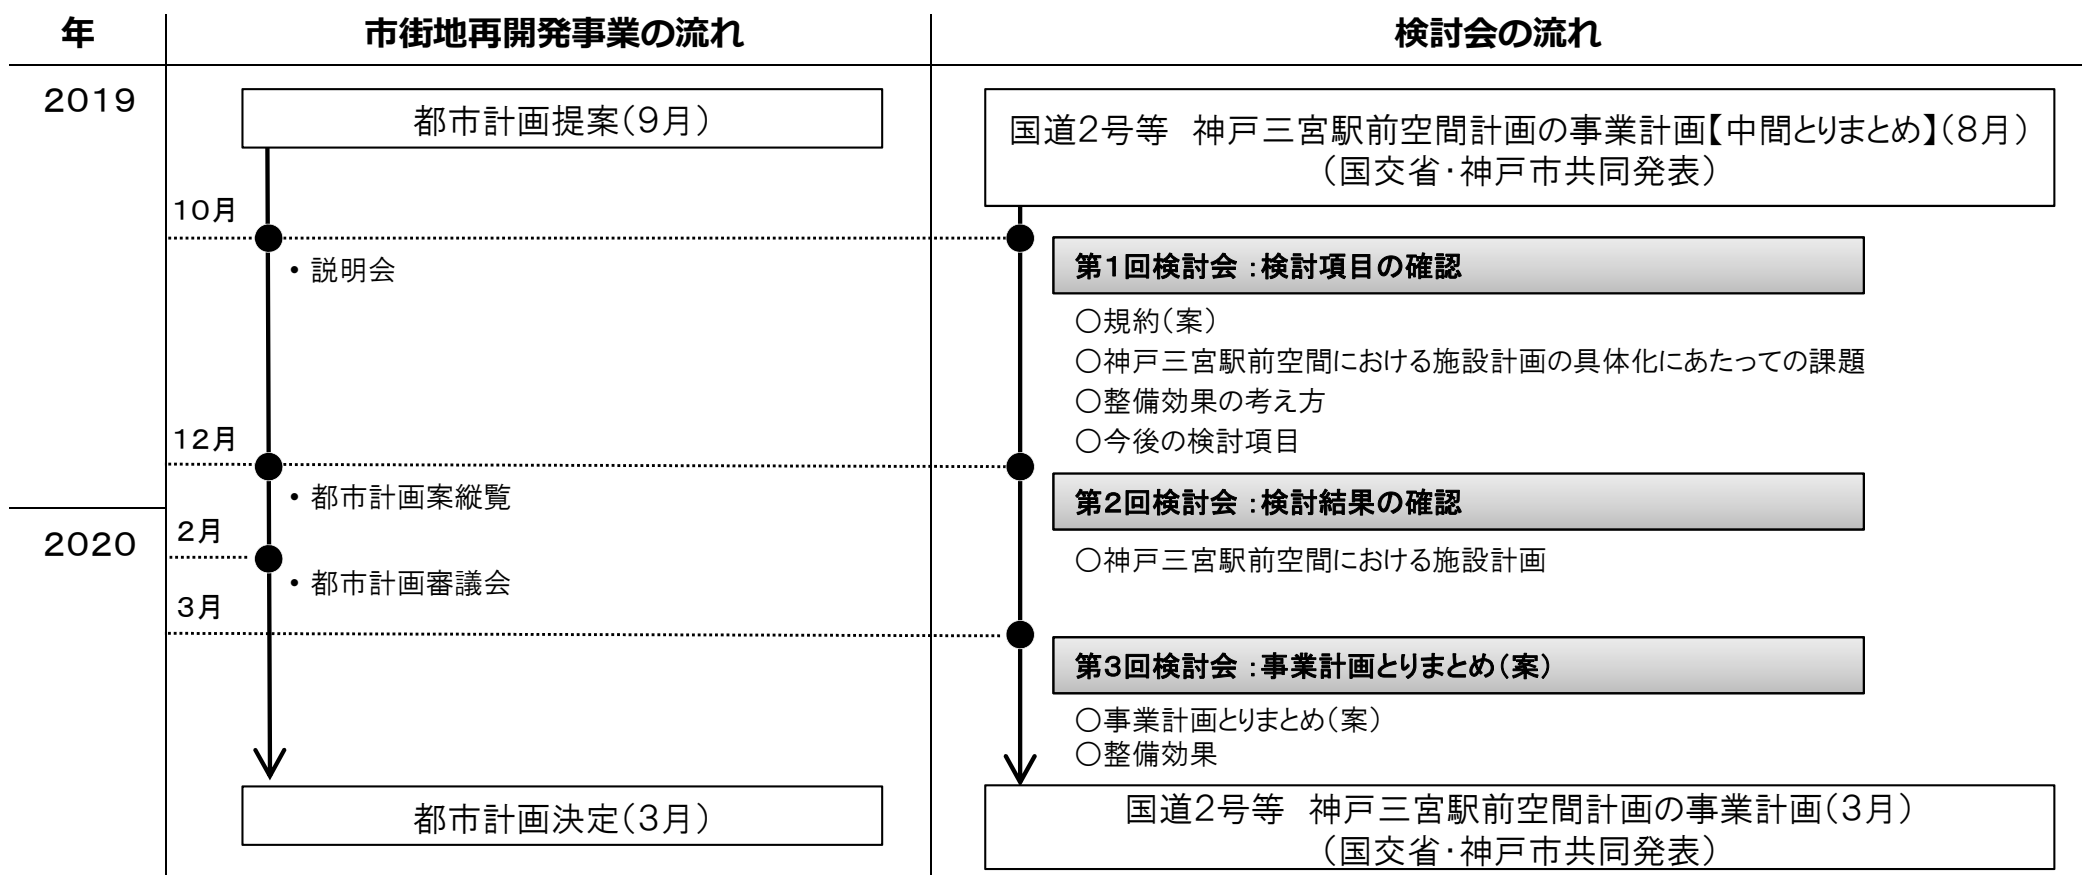 年
市街地再開発事業の流れ
検討会の流れ
2019
都市計画提案(9月)
国道2号等 神戸三宮駅前空間計画の事業計画【中間とりまとめ】(8月)
(国交省・神戸市共同発表)
10月
・説明会
第1回検討会：検討項目の確認
○規約(案)
○神戸三宮駅前空間における施設計画の具体化にあたっての課題
○整備効果の考え方
○今後の検討項目
12月
・都市計画案縦覧
第2回検討会：検討結果の確認
○神戸三宮駅前空間における施設計画
2020
2月
・都市計画審議会
3月
第3回検討会：事業計画とりまとめ(案)
○事業計画とりまとめ(案)
○整備効果
都市計画決定(3月)
国道2号等 神戸三宮駅前空間計画の事業計画(3月)
(国交省・神戸市共同発表)